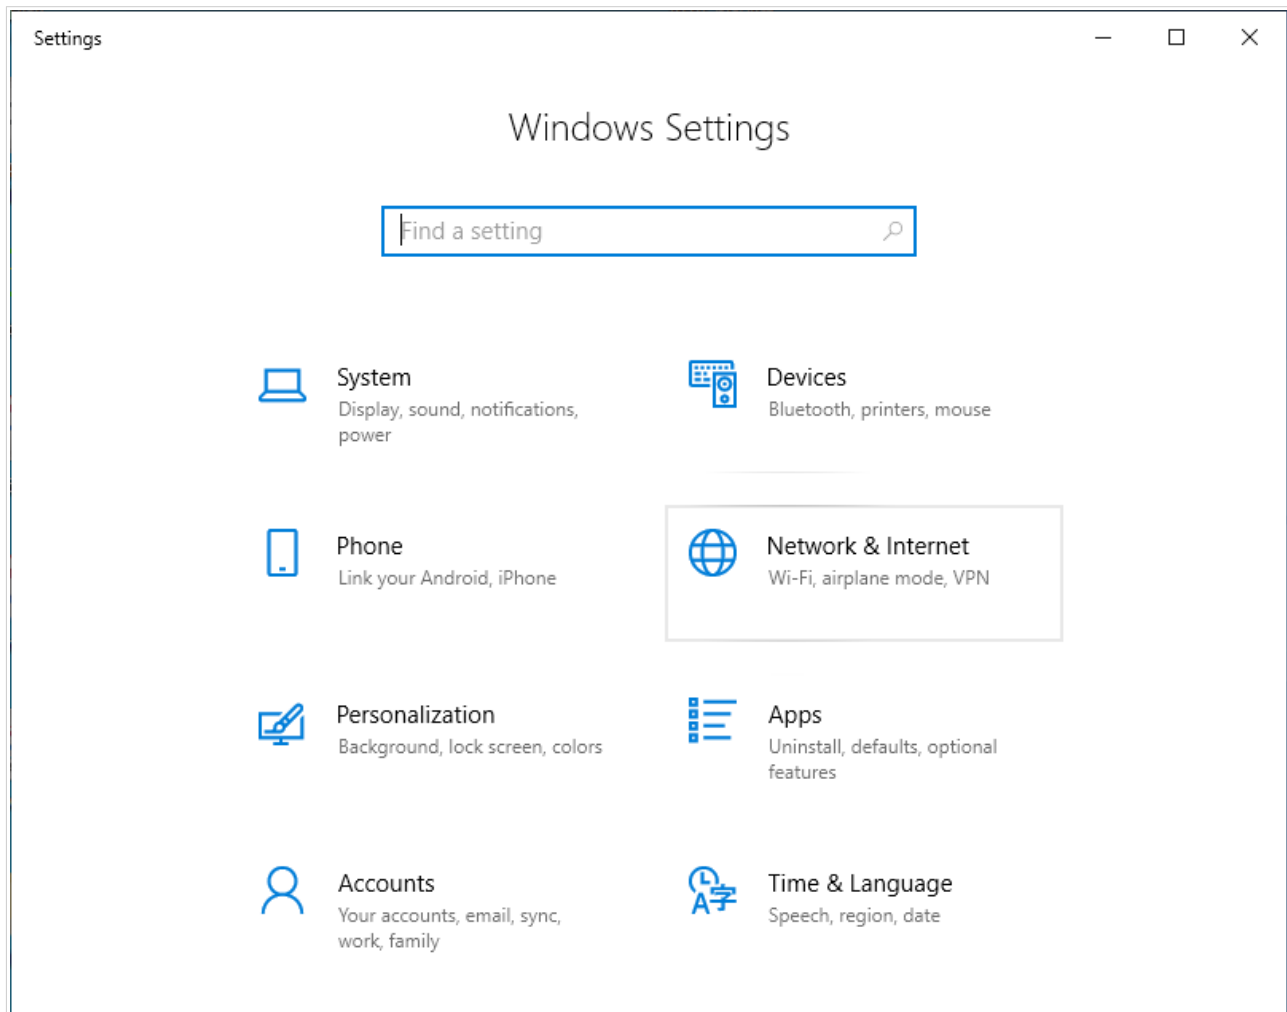 Settings
Windows Settings
Find a setting
System
Display, sound, notifications,
power
Devices
Bluetooth, printers, mouse
Phone
Link your Android, iPhone
Network & Internet
Wi-Fi, airplane mode, VPN
Personalization
Background, lock screen, colors
Apps
Uninstall, defaults, optional
features
Accounts
Your accounts, email, sync,
work, family
Time & Language
Speech, region, date